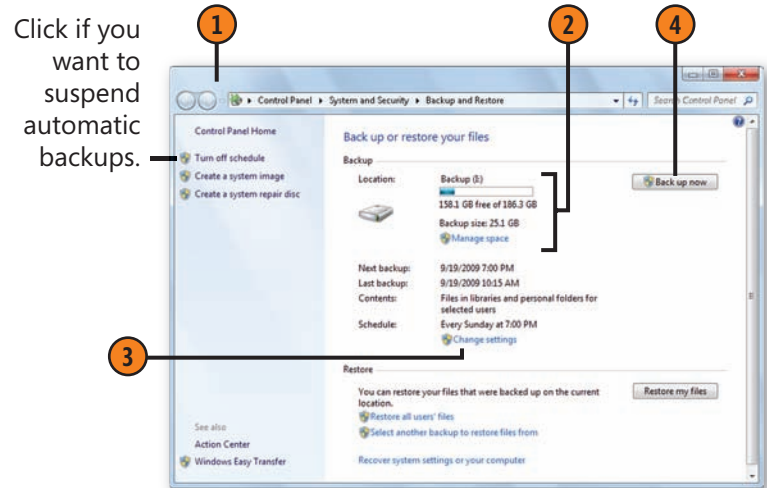 Click if you
want to
suspend
automatic
backups.
1
2
4
3
Control Panel ▸ System and Security ▸ Backup and Restore
Search Control Panel
Control Panel Home
Turn off schedule
Create a system image
Create a system repair disc
Back up or restore your files
Backup
Location: Backup (I:)
158.1 GB free of 186.3 GB
Backup size: 25.1 GB
Manage space
Back up now
Next backup: 9/19/2009 7:00 PM
Last backup: 9/19/2009 10:15 AM
Contents: Files in libraries and personal folders for
selected users
Schedule: Every Sunday at 7:00 PM
Change settings
Restore
You can restore your files that were backed up on the current
location.
Restore my files
Restore all users' files
Select another backup to restore files from
Recover system settings or your computer
See also
Action Center
Windows Easy Transfer